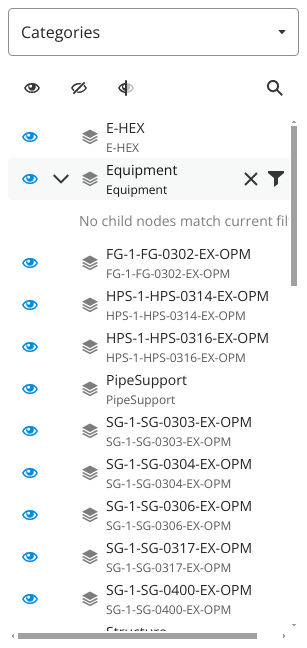 Categories
E-HEX
E-HEX
Equipment
Equipment
No child nodes match current fil
FG-1-FG-0302-EX-OPM
FG-1-FG-0302-EX-OPM
HPS-1-HPS-0314-EX-OPM
HPS-1-HPS-0314-EX-OPM
HPS-1-HPS-0316-EX-OPM
HPS-1-HPS-0316-EX-OPM
PipeSupport
PipeSupport
SG-1-SG-0303-EX-OPM
SG-1-SG-0303-EX-OPM
SG-1-SG-0304-EX-OPM
SG-1-SG-0304-EX-OPM
SG-1-SG-0306-EX-OPM
SG-1-SG-0306-EX-OPM
SG-1-SG-0317-EX-OPM
SG-1-SG-0317-EX-OPM
SG-1-SG-0400-EX-OPM
SG-1-SG-0400-EX-OPM
Structure